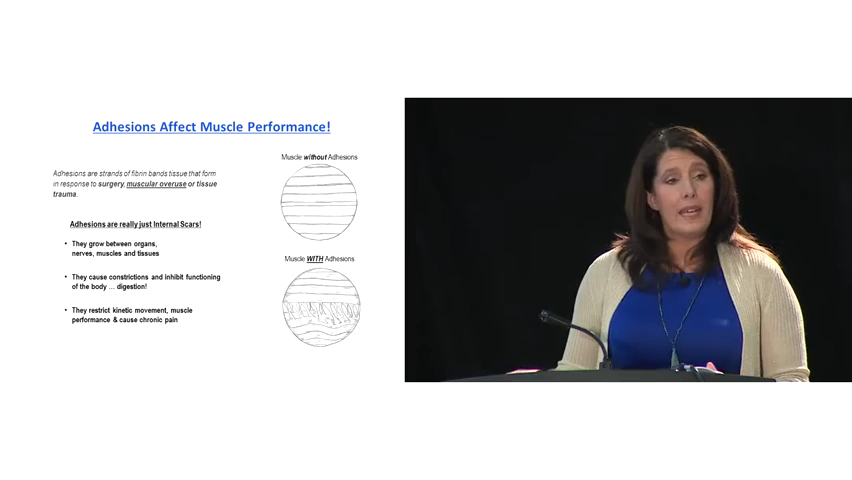 Adhesions Affect Muscle Performance!
Adhesions are strands of fibrin bands tissue that form
in response to surgery, muscular overuse or tissue
trauma.
Adhesions are really just Internal Scars!
• They grow between organs,
nerves, muscles and tissues
• They cause constrictions and inhibit functioning
of the body ... digestion!
• They restrict kinetic movement, muscle
performance & cause chronic pain
Muscle without Adhesions
Muscle WITH Adhesions